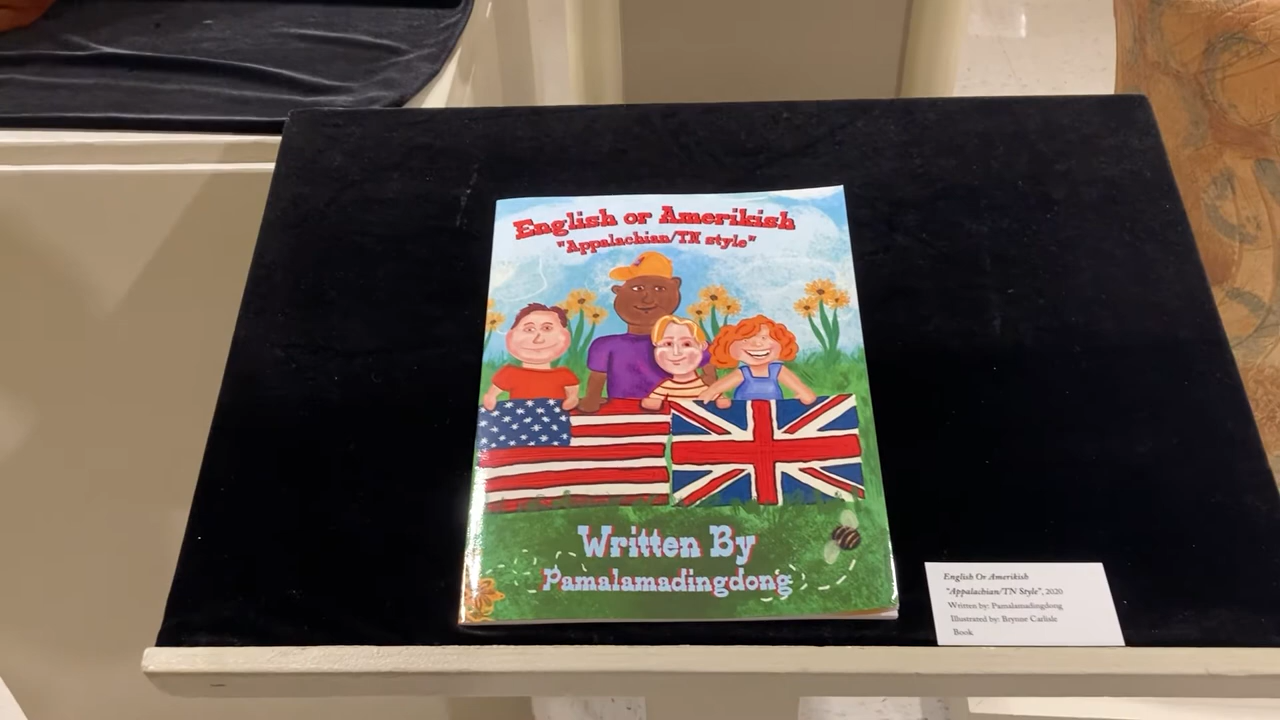 English or Amerikish
"Appalachian/TN style"
Written By
Pamalamadingdong
English Or Amerikish
"Appalachian/TN Style", 2020
Written by: Pamalamadingdong
Illustrated by: Brynne Carlisle
Book